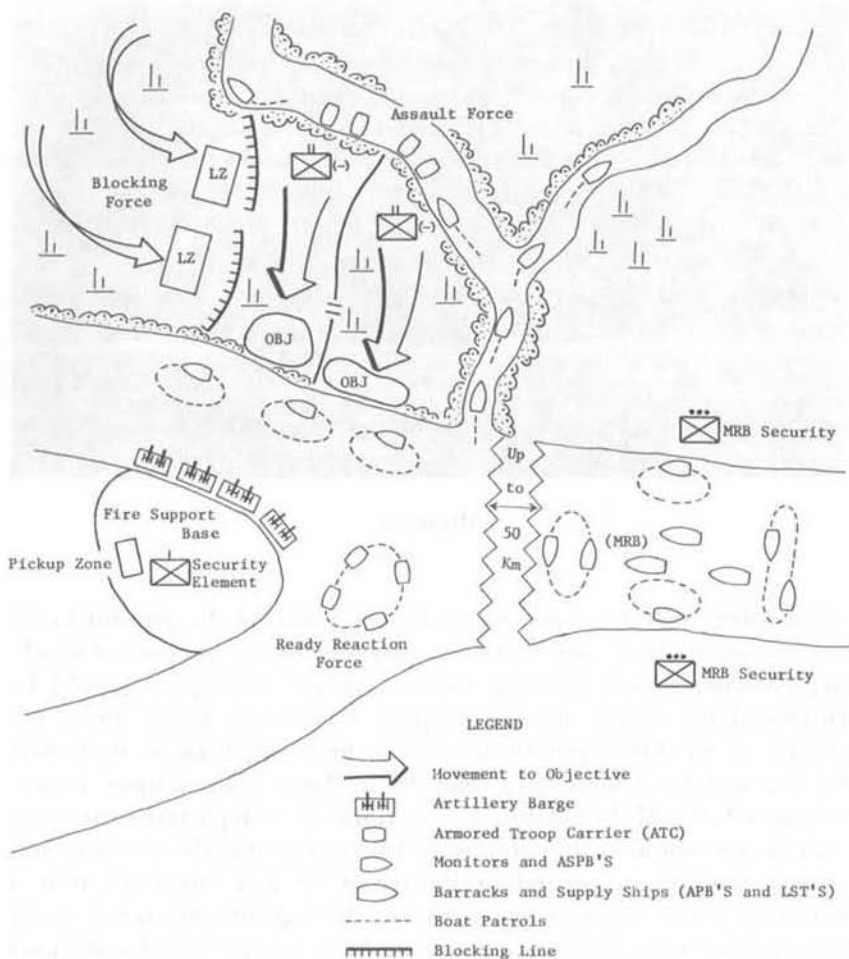 Assault Force
LZ
Blocking
Force
(-)
LZ
(-)
OBJ
OBJ
MRB Security
Up
to
50
Km
(MRB)
Fire Support
Base
Pickup Zone
Security
Element
Ready Reaction
Force
MRB Security
LEGEND
Movement to Objective
Artillery Barge
Armored Troop Carrier (ATC)
Monitors and ASPB'S
Barracks and Supply Ships (APB'S and LST'S)
Boat Patrols
Blocking Line